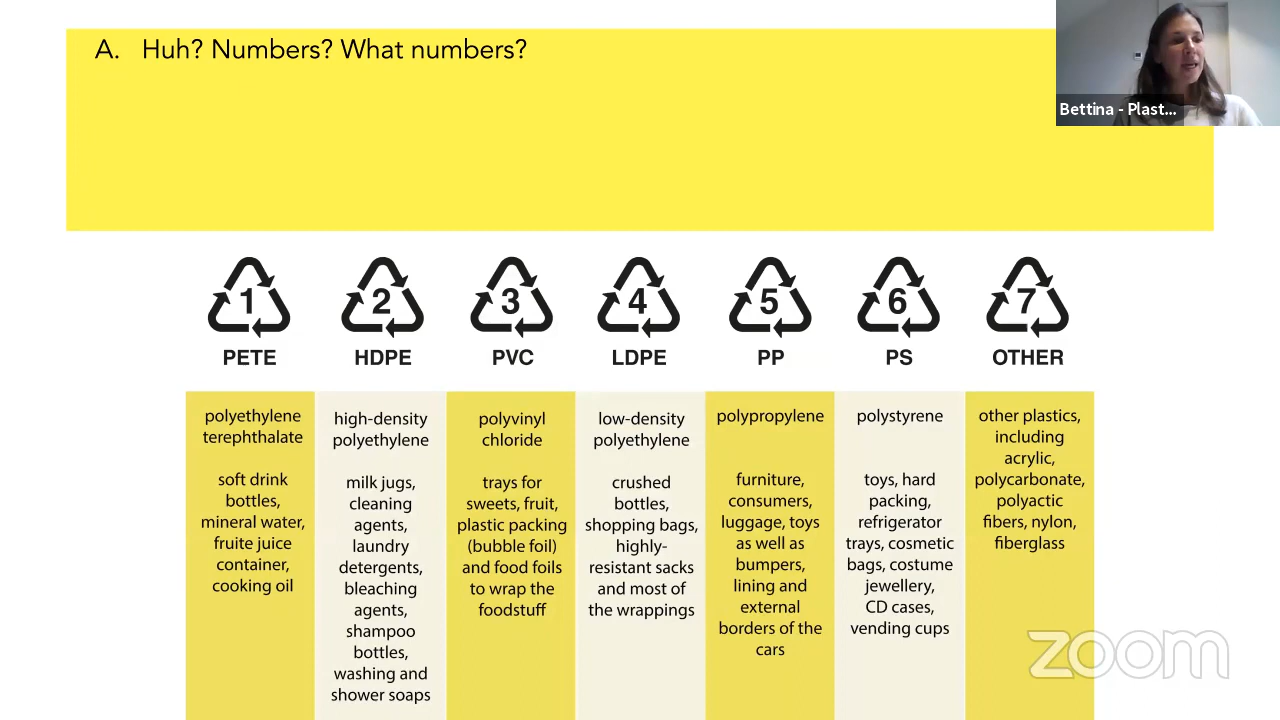 A. Huh? Numbers? What numbers?
Bettina - Plast...
1
PETE
2
HDPE
3
PVC
4
LDPE
5
PP
6
PS
7
OTHER
polyethylene
terephthalate
soft drink
bottles,
mineral water,
fruite juice
container,
cooking oil
high-density
polyethylene
milk jugs,
cleaning
agents,
laundry
detergents,
bleaching
agents,
shampoo
bottles,
washing and
shower soaps
polyvinyl
chloride
trays for
sweets, fruit,
plastic packing
(bubble foil)
and food foils
to wrap the
foodstuff
low-density
polyethylene
crushed
bottles,
shopping bags,
highly-
resistant sacks
and most of
the wrappings
polypropylene
furniture,
consumers,
luggage, toys
as well as
bumpers,
lining and
external
borders of the
cars
polystyrene
toys, hard
packing,
refrigerator
trays, cosmetic
bags, costume
jewellery,
CD cases,
vending cups
other plastics,
including
acrylic,
polycarbonate,
polyactic
fibers, nylon,
fiberglass
zoom